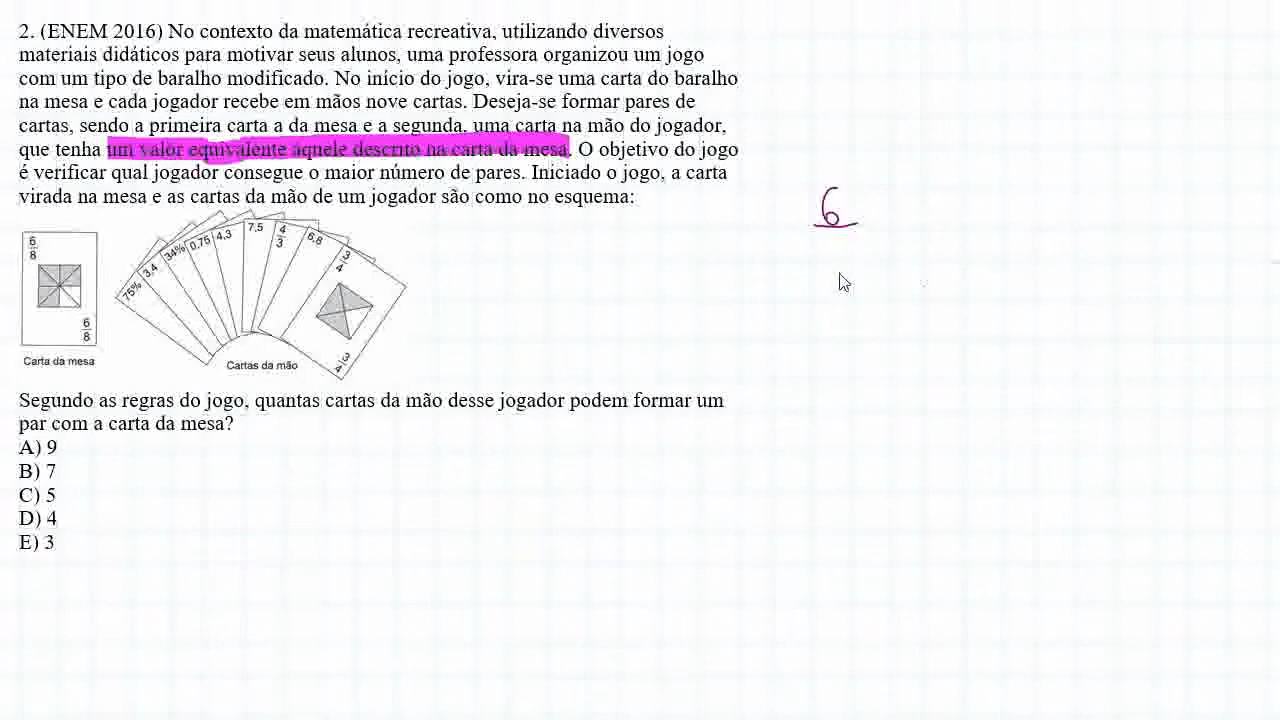 2. (ENEM 2016) No contexto da matemática recreativa, utilizando diversos
materiais didáticos para motivar seus alunos, uma professora organizou um jogo
com um tipo de baralho modificado. No início do jogo, vira-se uma carta do baralho
na mesa e cada jogador recebe em mãos nove cartas. Deseja-se formar pares de
cartas, sendo a primeira carta a da mesa e a segunda, uma carta na mão do jogador,
que tenha um valor equivalente àquele descrito na carta da mesa. O objetivo do jogo
é verificar qual jogador consegue o maior número de pares. Iniciado o jogo, a carta
virada na mesa e as cartas da mão de um jogador são como no esquema:
6
6
8
6
8
Carta da mesa
75%
3,4
34%
0,75
4,3
7,5
4
3
6,8
3
4
3
4
Cartas da mão
Segundo as regras do jogo, quantas cartas da mão desse jogador podem formar um
par com a carta da mesa?
A) 9
B) 7
C) 5
D) 4
E) 3